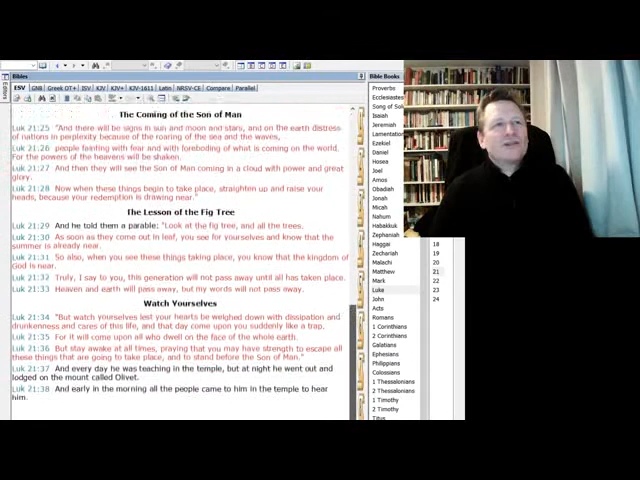 Bibles
Bible Books
ESV GNB Greek OT+ ISV KJV KJV+ KJV-1611 Latin NRSV-CE Compare Parallel
Editors
The Coming of the Son of Man
Luk 21:25 "And there will be signs in sun and moon and stars, and on the earth distress
of nations in perplexity because of the roaring of the sea and the waves,
Luk 21:26 people fainting with fear and with foreboding of what is coming on the world.
For the powers of the heavens will be shaken.
Luk 21:27 And then they will see the Son of Man coming in a cloud with power and great
glory.
Luk 21:28 Now when these things begin to take place, straighten up and raise your
heads, because your redemption is drawing near."
The Lesson of the Fig Tree
Luk 21:29 And he told them a parable: "Look at the fig tree, and all the trees.
Luk 21:30 As soon as they come out in leaf, you see for yourselves and know that the
summer is already near.
Luk 21:31 So also, when you see these things taking place, you know that the kingdom of
God is near.
Luk 21:32 Truly, I say to you, this generation will not pass away until all has taken place.
Luk 21:33 Heaven and earth will pass away, but my words will not pass away.
Watch Yourselves
Luk 21:34 "But watch yourselves lest your hearts be weighed down with dissipation and
drunkenness and cares of this life, and that day come upon you suddenly like a trap.
Luk 21:35 For it will come upon all who dwell on the face of the whole earth.
Luk 21:36 But stay awake at all times, praying that you may have strength to escape all
these things that are going to take place, and to stand before the Son of Man."
Luk 21:37 And every day he was teaching in the temple, but at night he went out and
lodged on the mount called Olivet.
Luk 21:38 And early in the morning all the people came to him in the temple to hear
him.
Proverbs
Ecclesiastes
Song of Solo
Isaiah
Jeremiah
Lamentation
Ezekiel
Daniel
Hosea
Joel
Amos
Obadiah
Jonah
Micah
Nahum
Habakkuk
Zephaniah
Haggai
Zechariah
Malachi
Matthew
Mark
Luke
John
Acts
Romans
1 Corinthians
2 Corinthians
Galatians
Ephesians
Philippians
Colossians
1 Thessalonians
2 Thessalonians
1 Timothy
2 Timothy
Titus
18
19
20
21
22
23
24